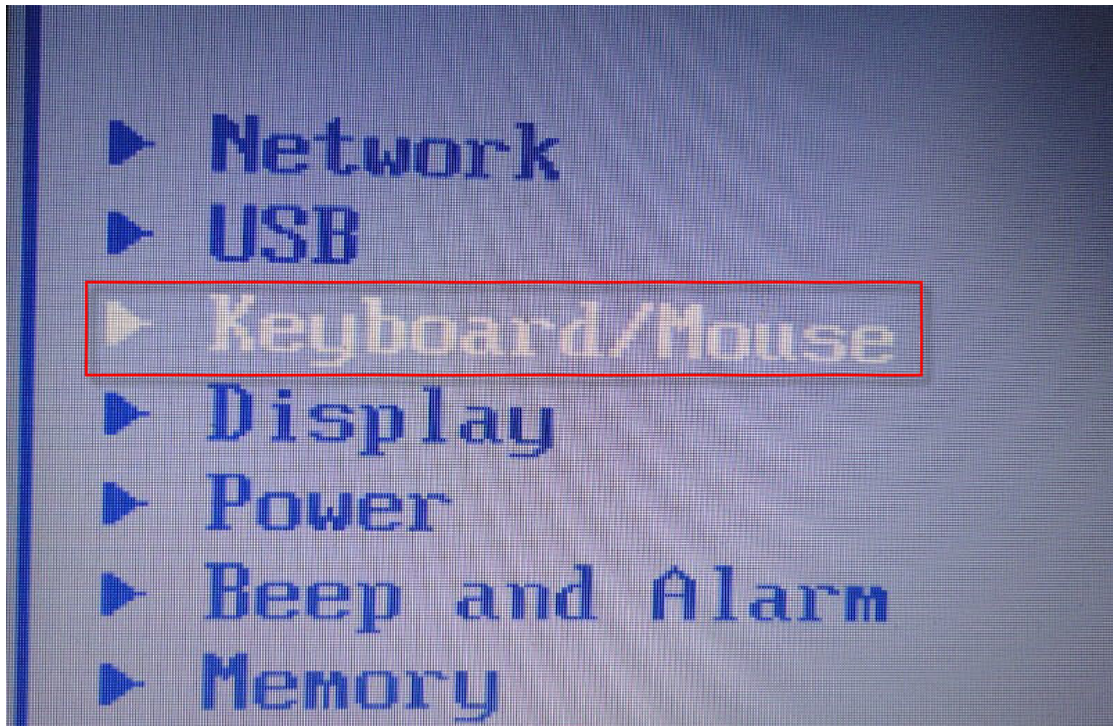 Network
USB
Keyboard/Mouse
Display
Power
Beep and Alarm
Memory